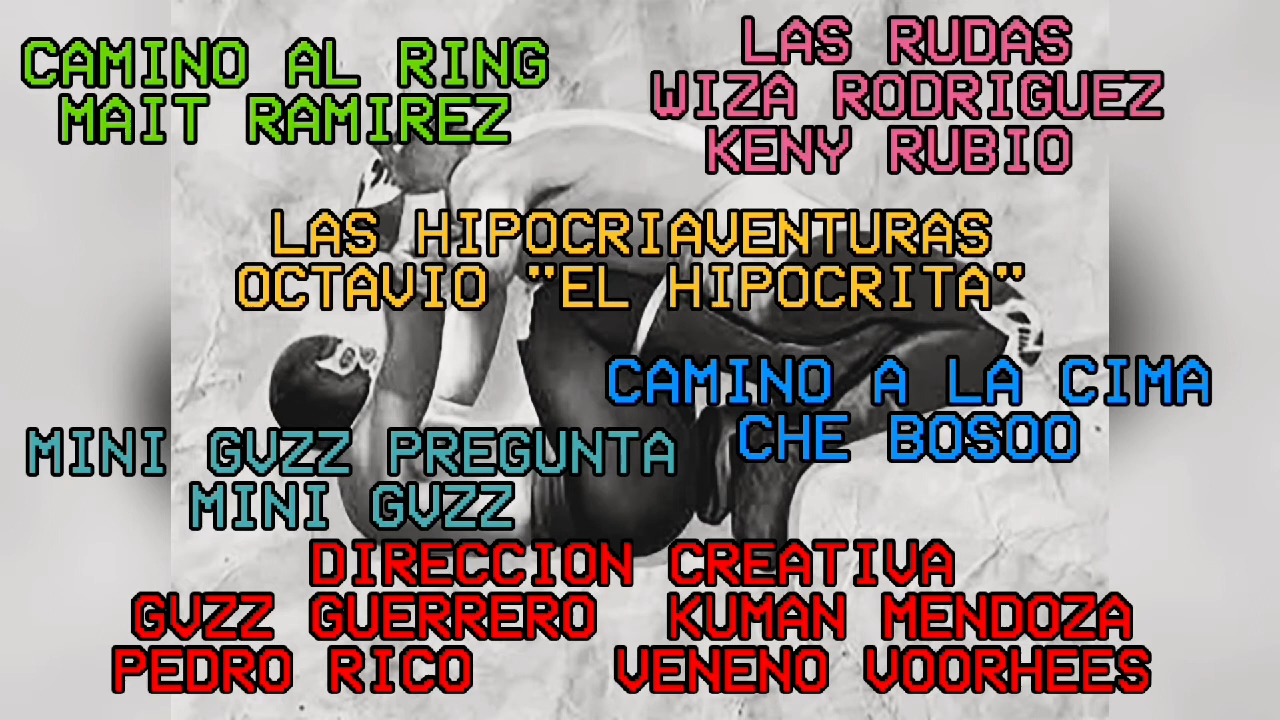 CAMINO AL RING
MAIT RAMIREZ
LAS RUDAS
WIZA RODRIGUEZ
KENY RUBIO
LAS HIPOCRIAVENTURAS
OCTAVIO "EL HIPOCRITA"
CAMINO A LA CIMA
CHE BOSOO
MINI GVZZ PREGUNTA
MINI GVZZ
DIRECCION CREATIVA
GVZZ GUERRERO KUMAN MENDOZA
PEDRO RICO VENENO VOORHEES